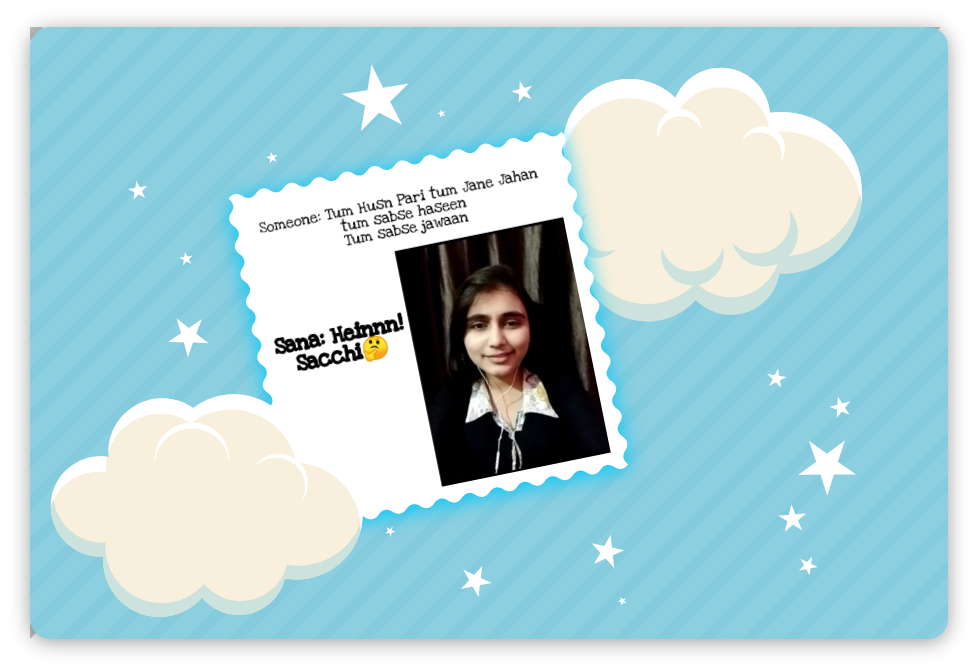 Someone: Tum Husn Pari tum Jane Jahan
tum sabse haseen
Tum sabse jawaan
Sana: Heinnn!
Sacchi🤔